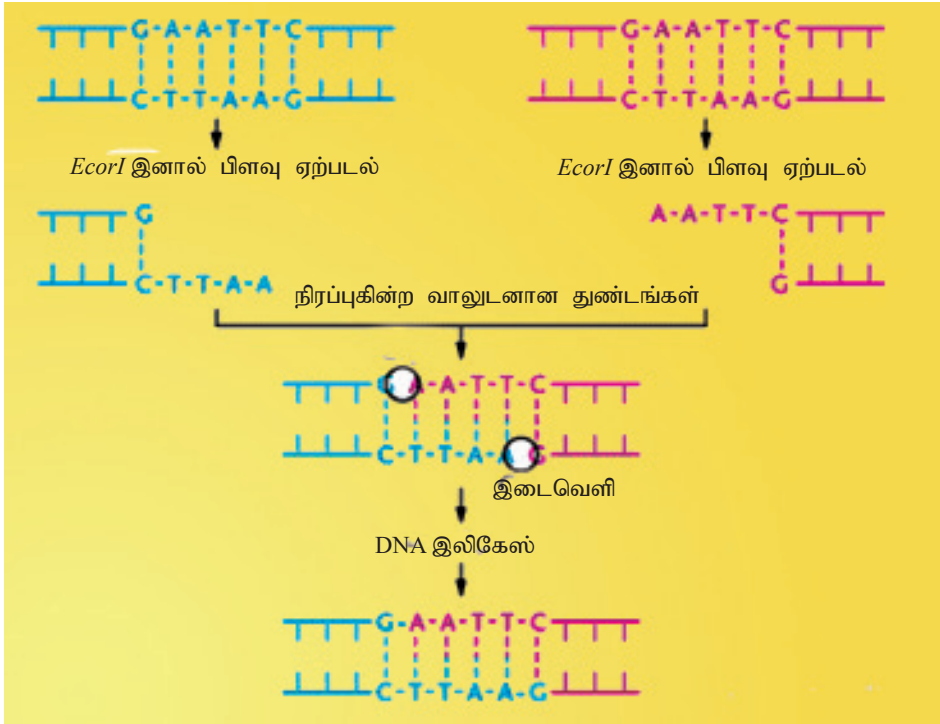 G-A-A-T-T-C
C-T-T-A-A-G
G-A-A-T-T-C
C-T-T-A-A-G
EcorI இனால் பிளவு ஏற்படல்
EcorI இனால் பிளவு ஏற்படல்
G
C-T-T-A-A
A-A-T-T-C
G
நிரப்புகின்ற வாலுடனான துண்டங்கள்
A-A-T-T-C
C-T-T-A-A G
இடைவெளி
DNA இலிகேஸ்
G-A-A-T-T-C
C-T-T-A-A-G